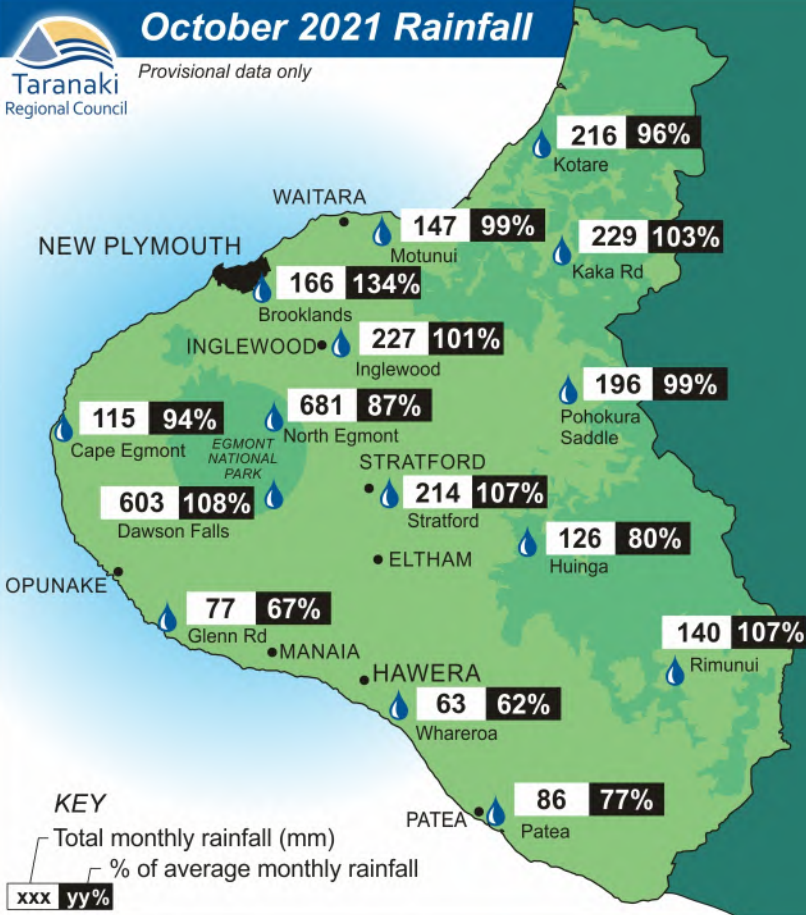 October 2021 Rainfall
Taranaki
Regional Council
Provisional data only
216 96%
Kotare
WAITARA
147 99%
Motunui
NEW PLYMOUTH
229 103%
Kaka Rd
166 134%
Brooklands
INGLEWOOD
227 101%
Inglewood
196 99%
Pohokura
Saddle
115 94%
Cape Egmont
681 87%
North Egmont
EGMONT
NATIONAL
PARK
STRATFORD
603 108%
Dawson Falls
214 107%
Stratford
126 80%
Huinga
ELTHAM
OPUNAKE
77 67%
Glenn Rd
140 107%
Rimunui
MANAIA
HAWERA
63 62%
Whareroa
86 77%
PATEA
Patea
KEY
Total monthly rainfall (mm)
% of average monthly rainfall
xxx yy%